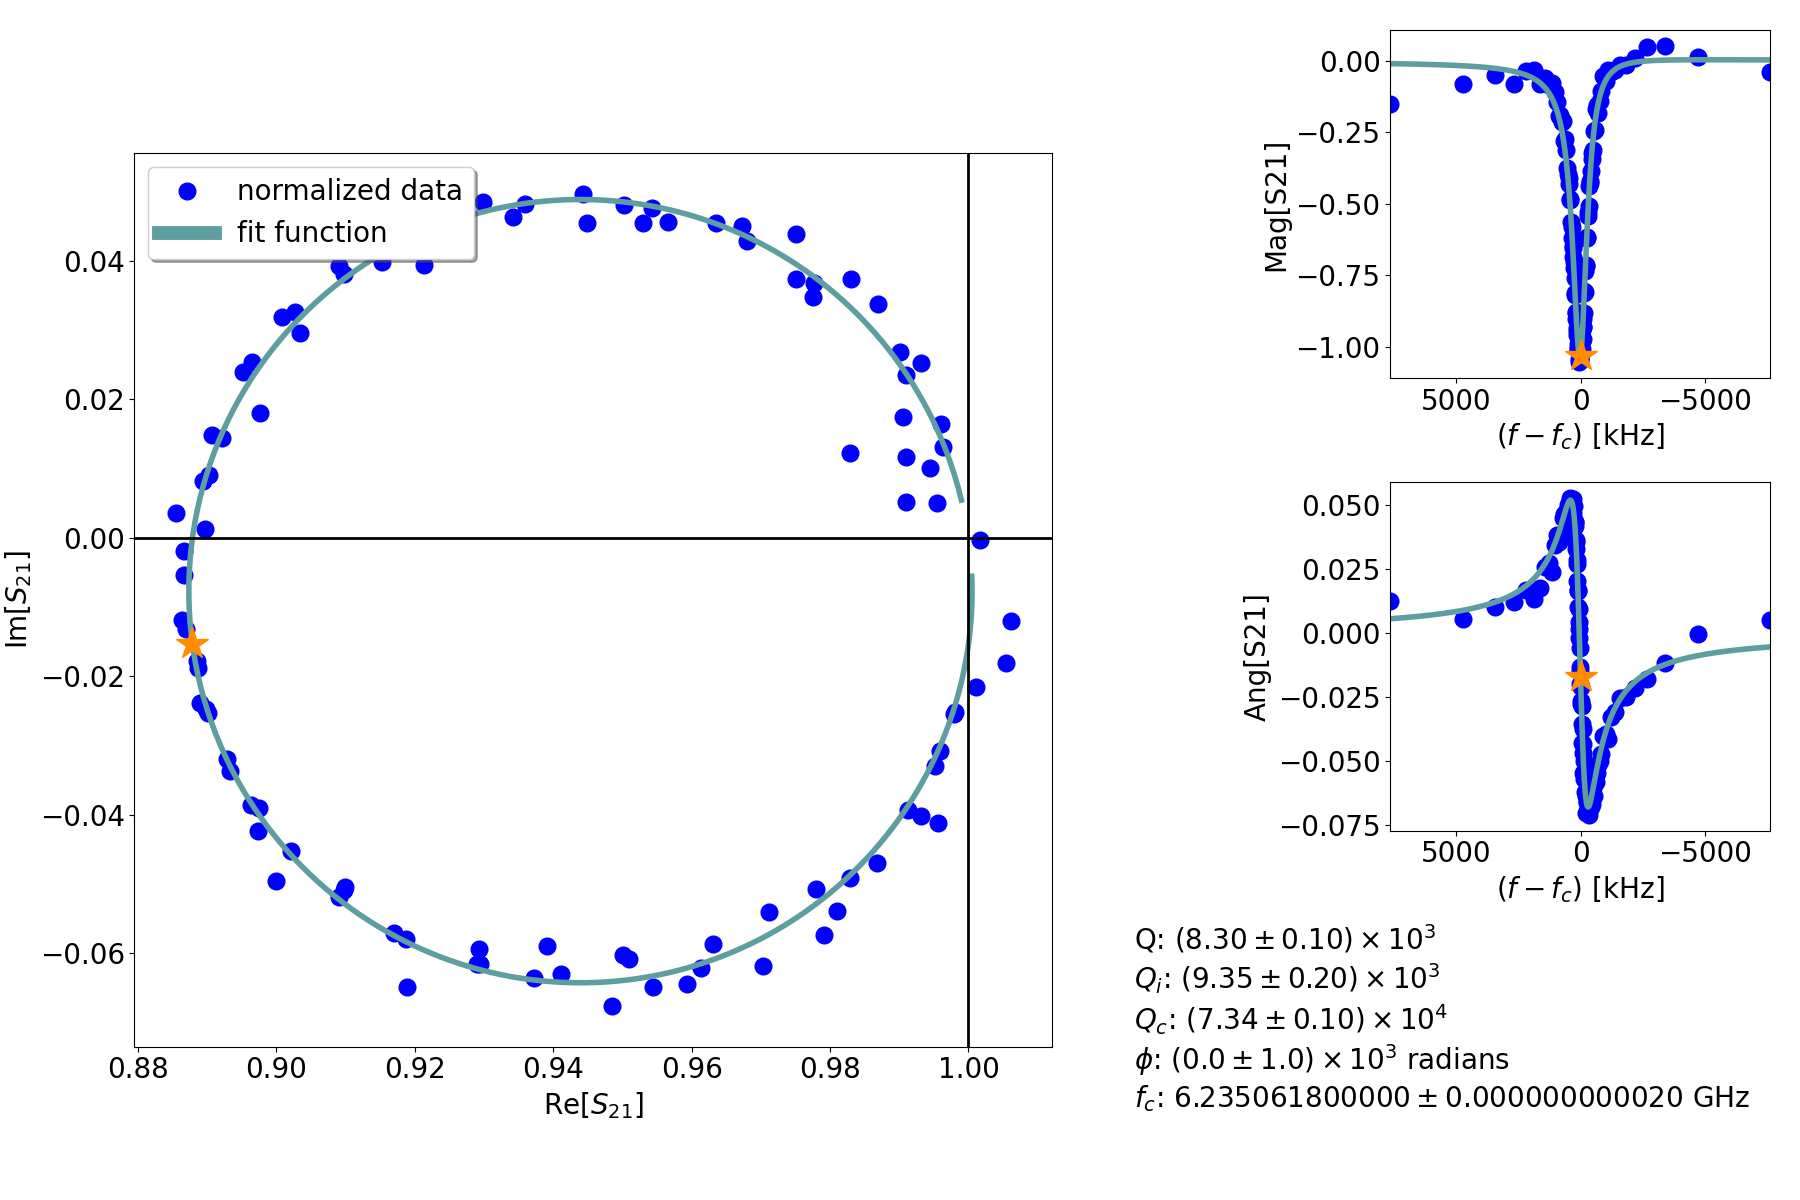 normalized data
fit function
0.04
0.02
0.00
−0.02
−0.04
−0.06
Im[S21]
0.88 0.90 0.92 0.94 0.96 0.98 1.00
Re[S21]
0.00
−0.25
−0.50
−0.75
−1.00
Mag[S21]
5000 0 −5000
(f − fc) [kHz]
0.050
0.025
0.000
−0.025
−0.050
−0.075
Ang[S21]
5000 0 −5000
(f − fc) [kHz]
Q: (8.30 ± 0.10) × 10³
Qi: (9.35 ± 0.20) × 10³
Qc: (7.34 ± 0.10) × 10⁴
ϕ: (0.0 ± 1.0) × 10³ radians
fc: 6.235061800000 ± 0.000000000020 GHz